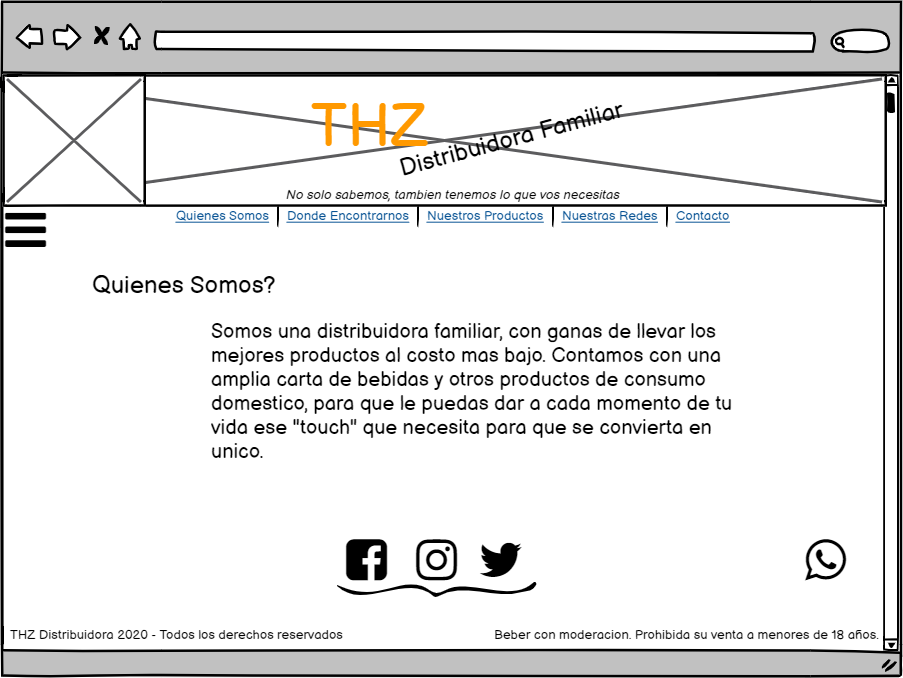 THZ
Distribuidora Familiar
No solo sabemos, tambien tenemos lo que vos necesitas
Quienes Somos Donde Encontrarnos Nuestros Productos Nuestras Redes Contacto
Quienes Somos?
Somos una distribuidora familiar, con ganas de llevar los
mejores productos al costo mas bajo. Contamos con una
amplia carta de bebidas y otros productos de consumo
domestico, para que le puedas dar a cada momento de tu
vida ese "touch" que necesita para que se convierta en
unico.
THZ Distribuidora 2020 - Todos los derechos reservados
Beber con moderacion. Prohibida su venta a menores de 18 años.